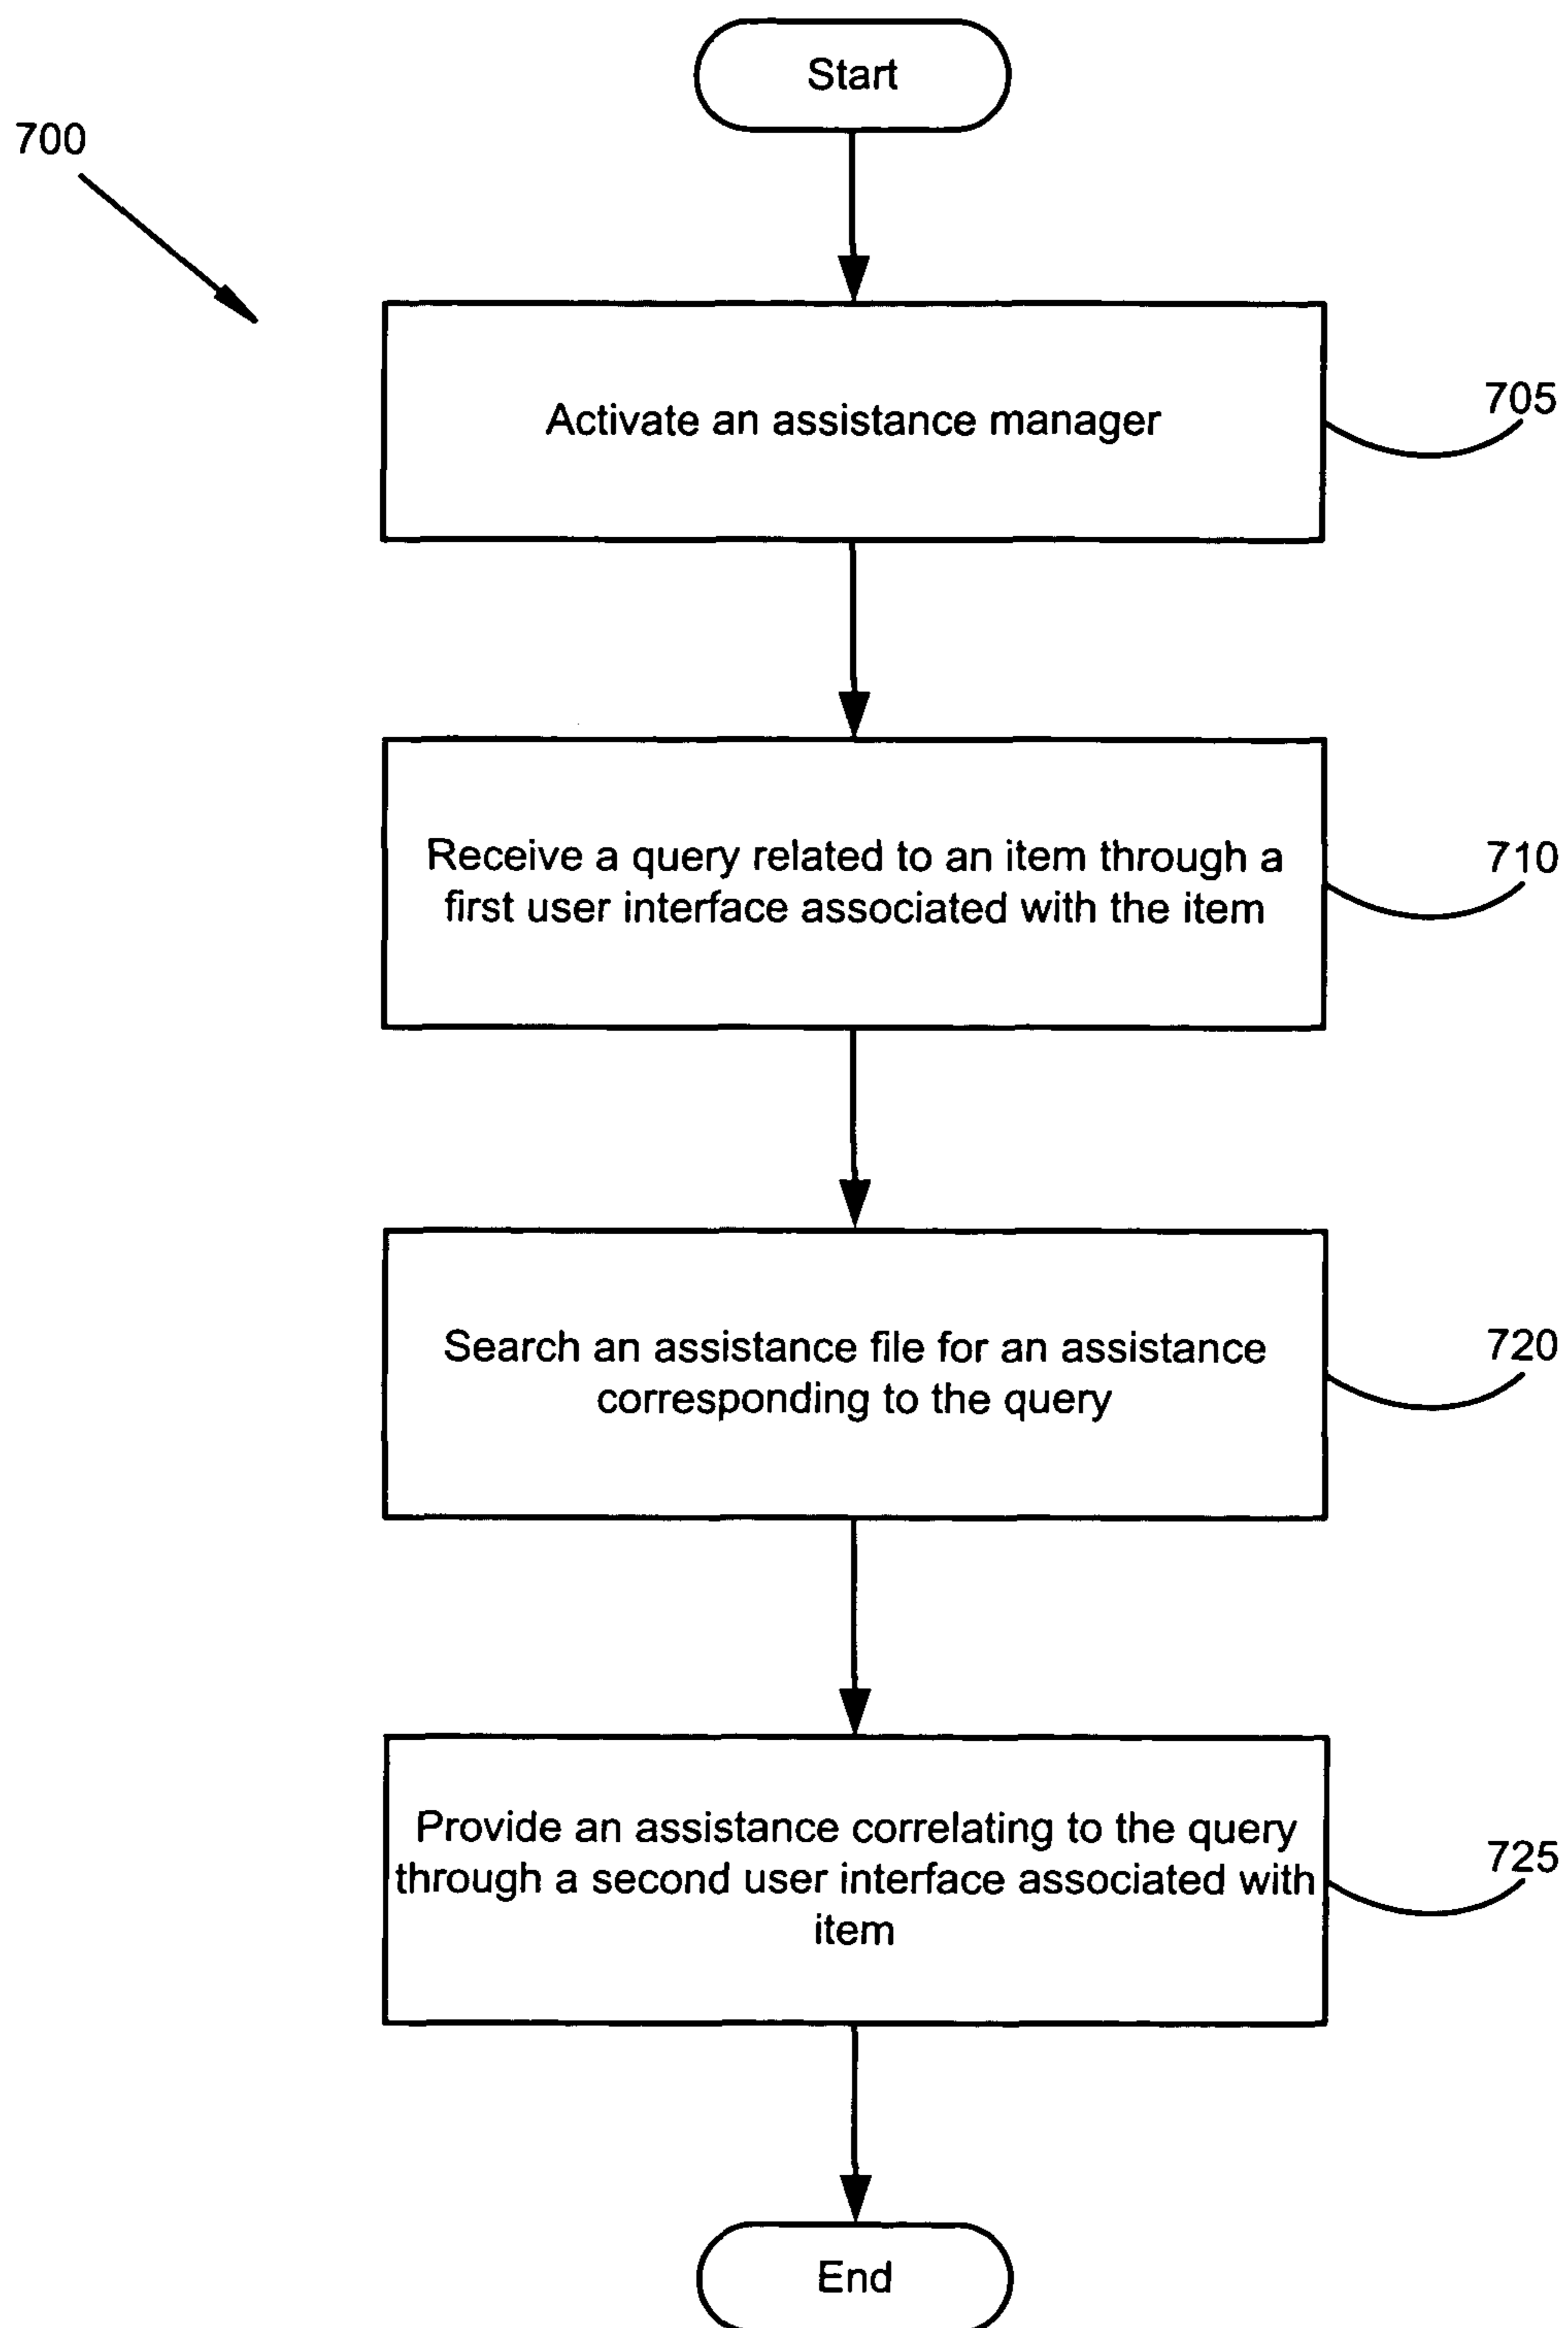 Start
700
Activate an assistance manager
705
Receive a query related to an item through a
first user interface associated with the item
710
Search an assistance file for an assistance
corresponding to the query
720
Provide an assistance correlating to the query
through a second user interface associated with
item
725
End